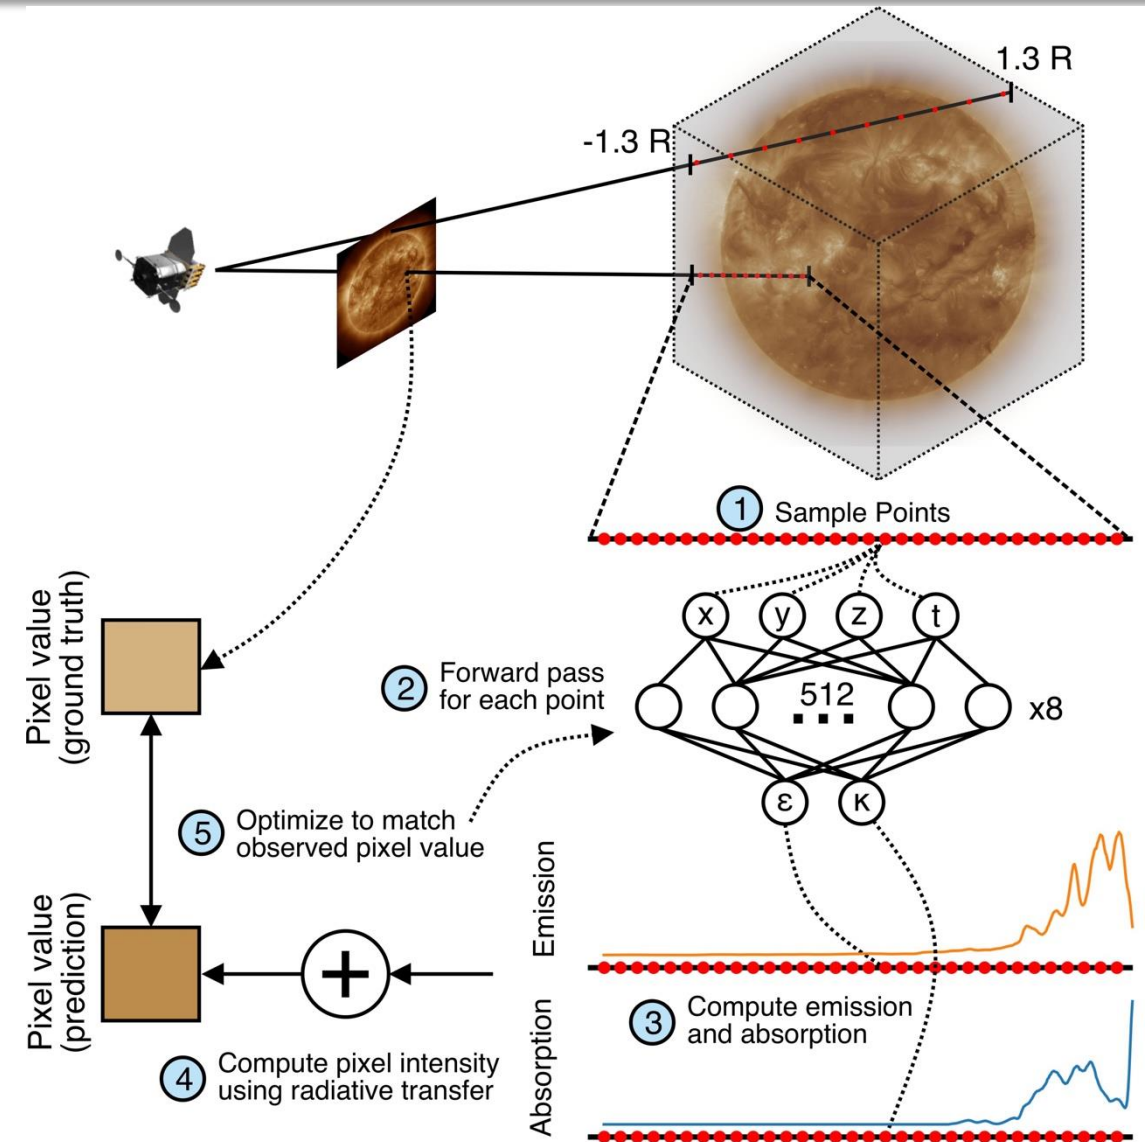 1.3 R
-1.3 R
1
Sample Points
x
y
z
t
Pixel value
(ground truth)
2
Forward pass
for each point
512
...
x8
ε
κ
5
Optimize to match
observed pixel value
Emission
Pixel value
(prediction)
+
3
Compute emission
and absorption
4
Compute pixel intensity
using radiative transfer
Absorption